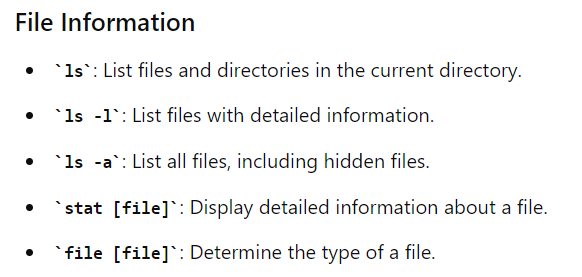 File Information
• `ls`: List files and directories in the current directory.
• `ls -l`: List files with detailed information.
• `ls -a`: List all files, including hidden files.
• `stat [file]`: Display detailed information about a file.
• `file [file]`: Determine the type of a file.